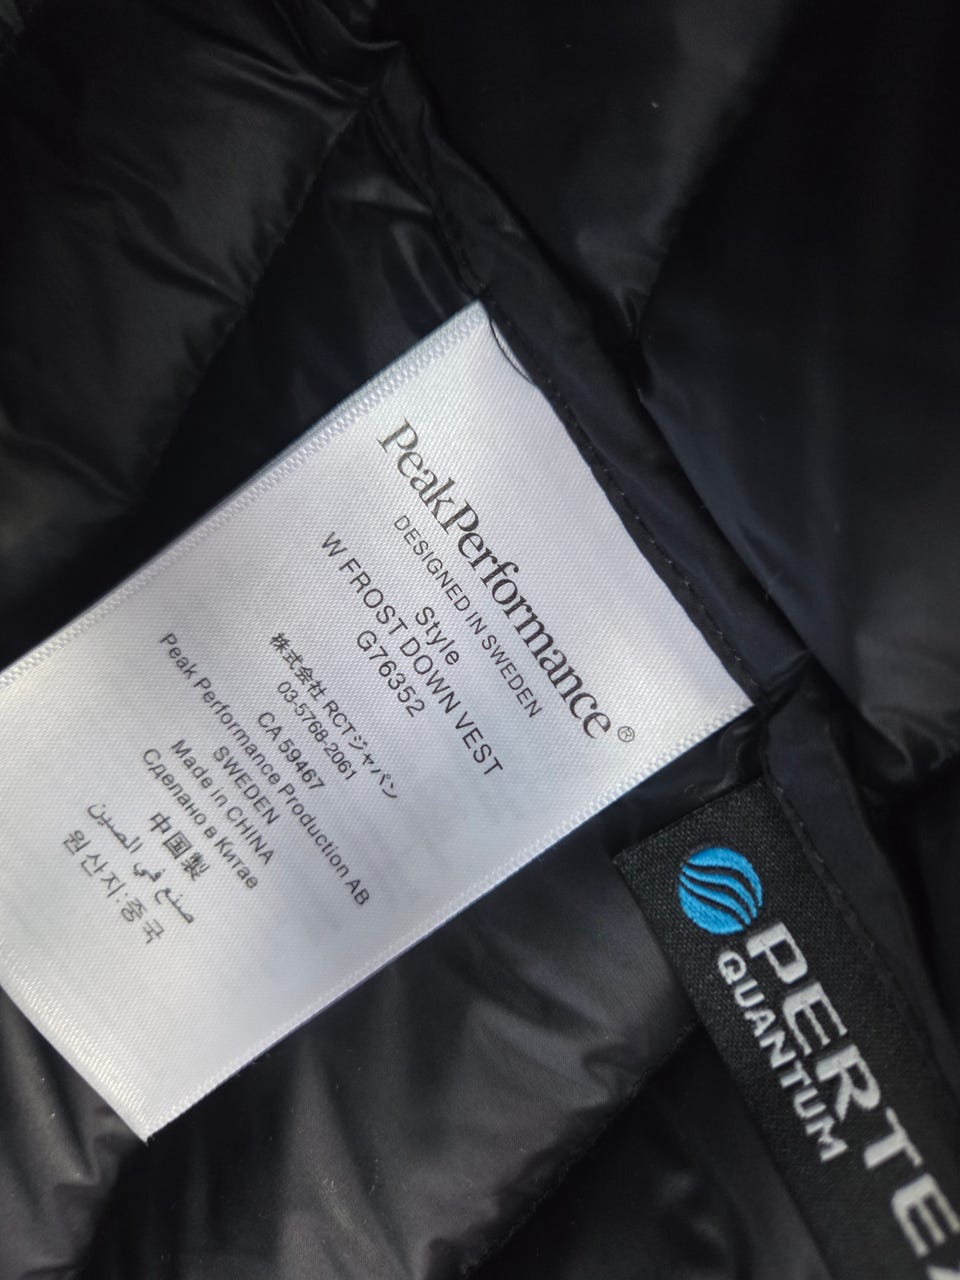 PeakPerformance®
DESIGNED IN SWEDEN
Style
W FROST DOWN VEST
G76352
株式会社 RCTジャパン
03-5768-2061
CA 59467
Peak Performance Production AB
SWEDEN
Made in CHINA
Сделано в Китае
中国製
صنع في الصين
원산지:중국
PERTE
QUANTUM